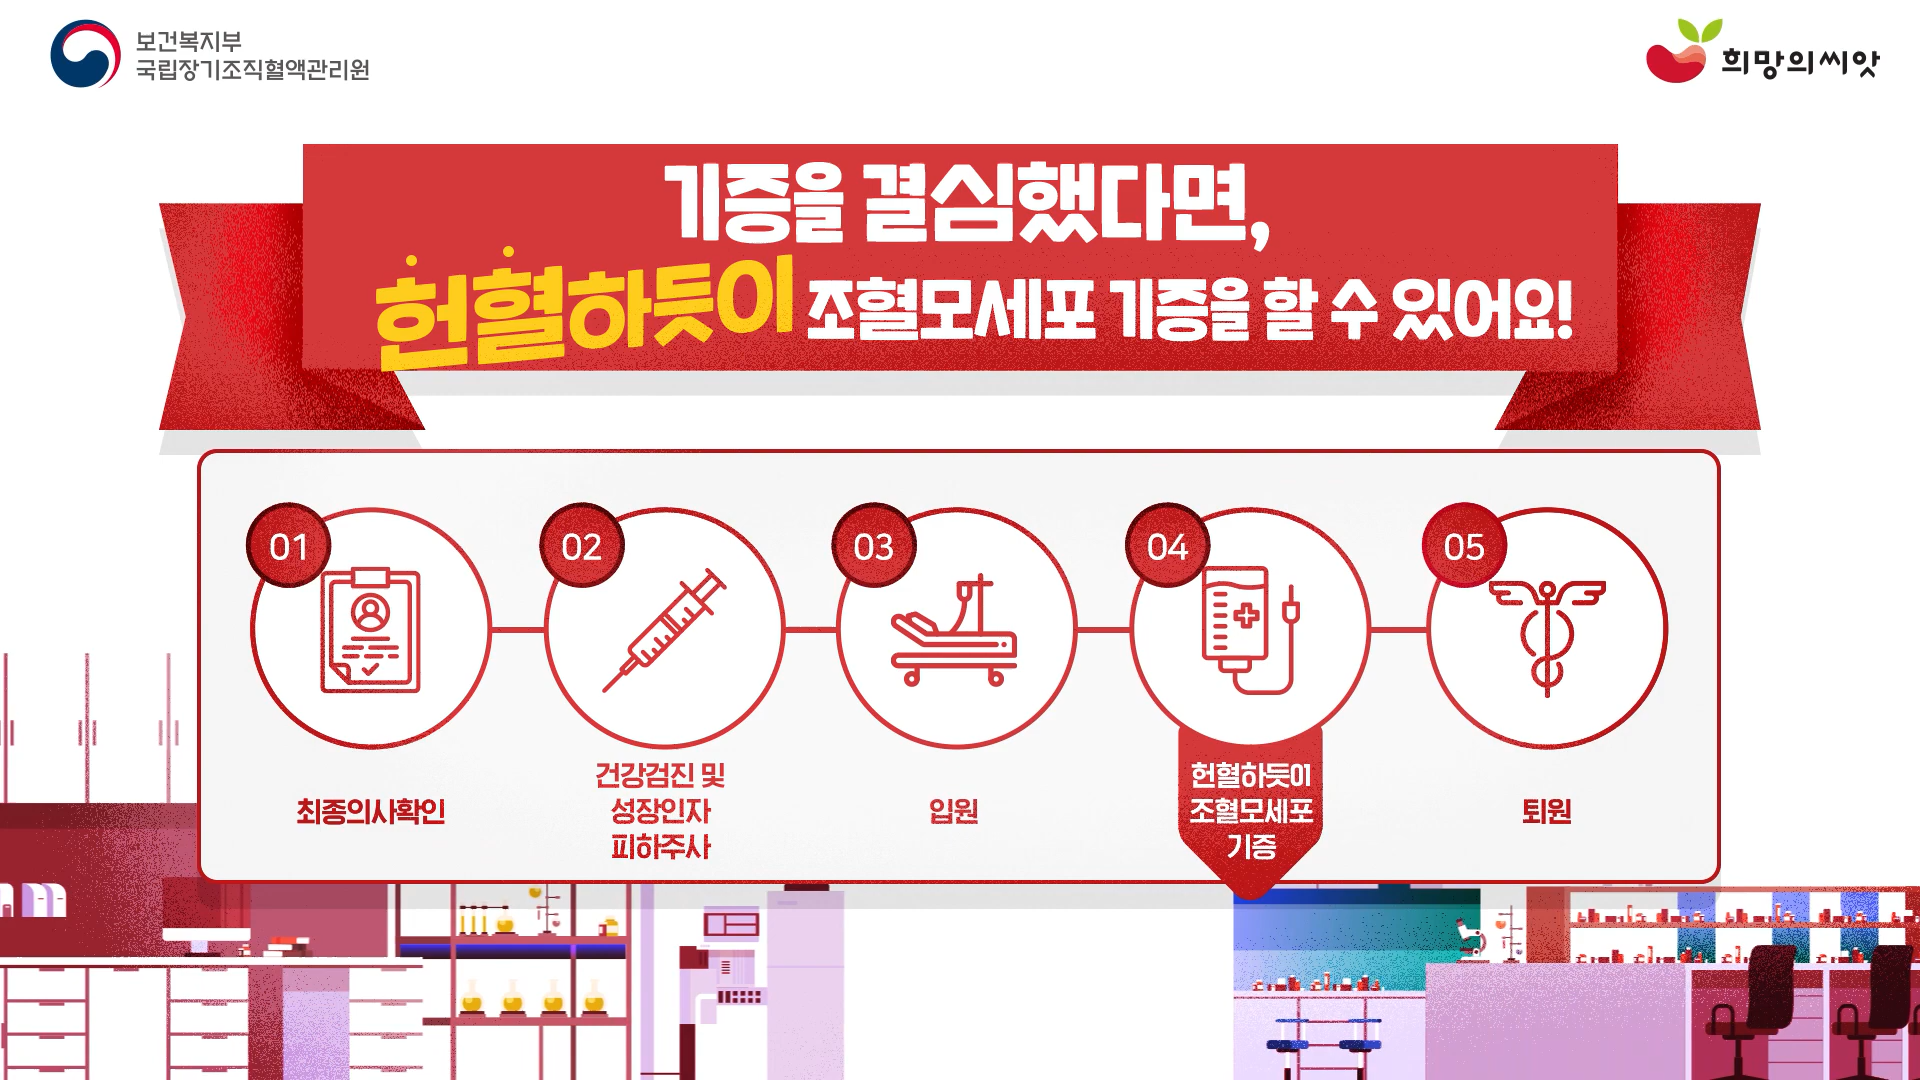 보건복지부
국립장기조직혈액관리원
희망의씨앗
기증을 결심했다면,
헌혈하듯이 조혈모세포 기증을 할 수 있어요!
01
최종의사확인
02
건강검진 및
성장인자
피하주사
03
입원
04
헌혈하듯이
조혈모세포
기증
05
퇴원